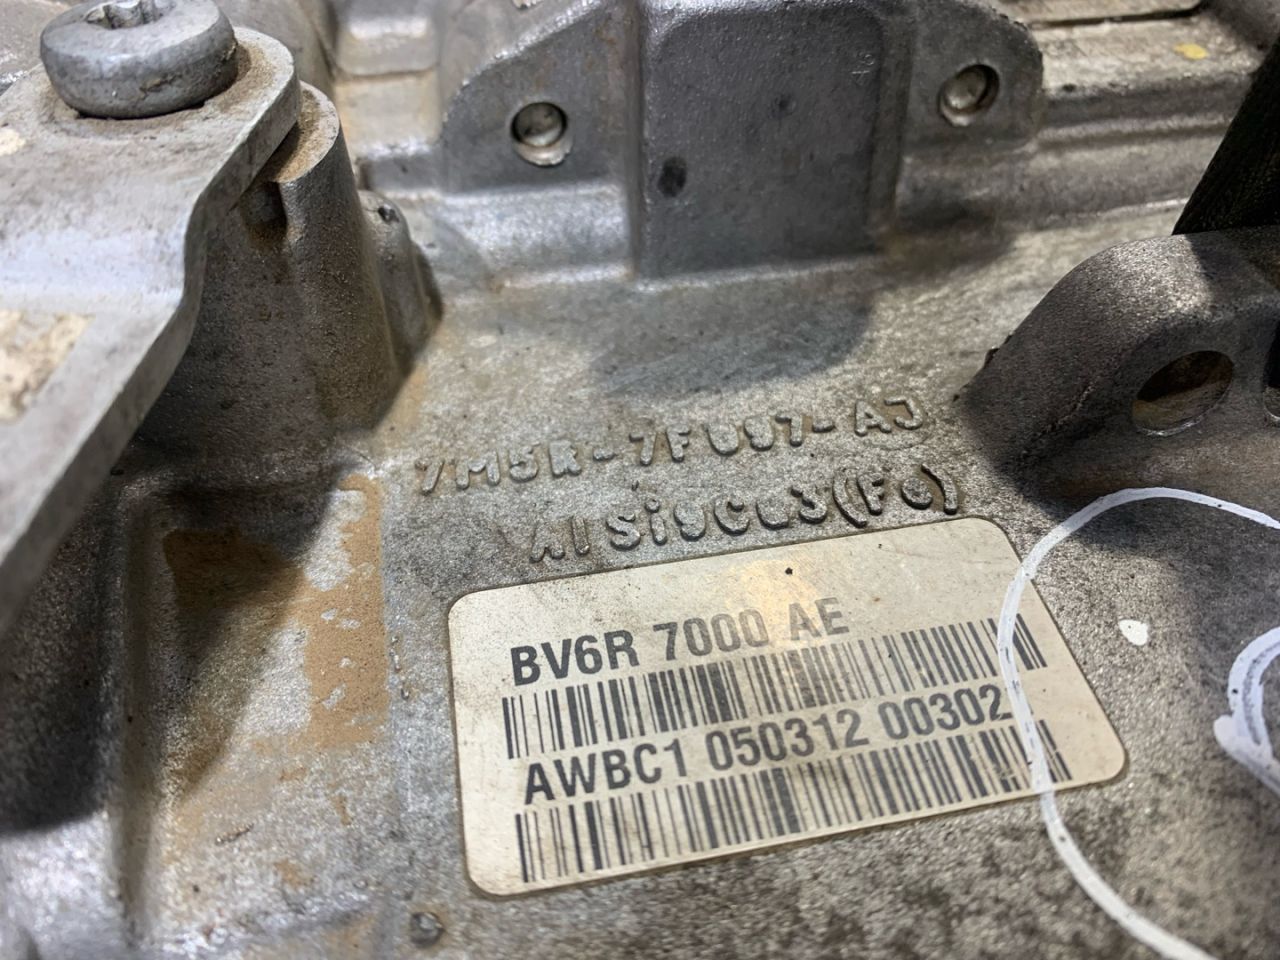 7M5R-7F097-AJ
AlSi9Cu3(Fe)
BV6R 7000 AE
AWBC1 050312 00302